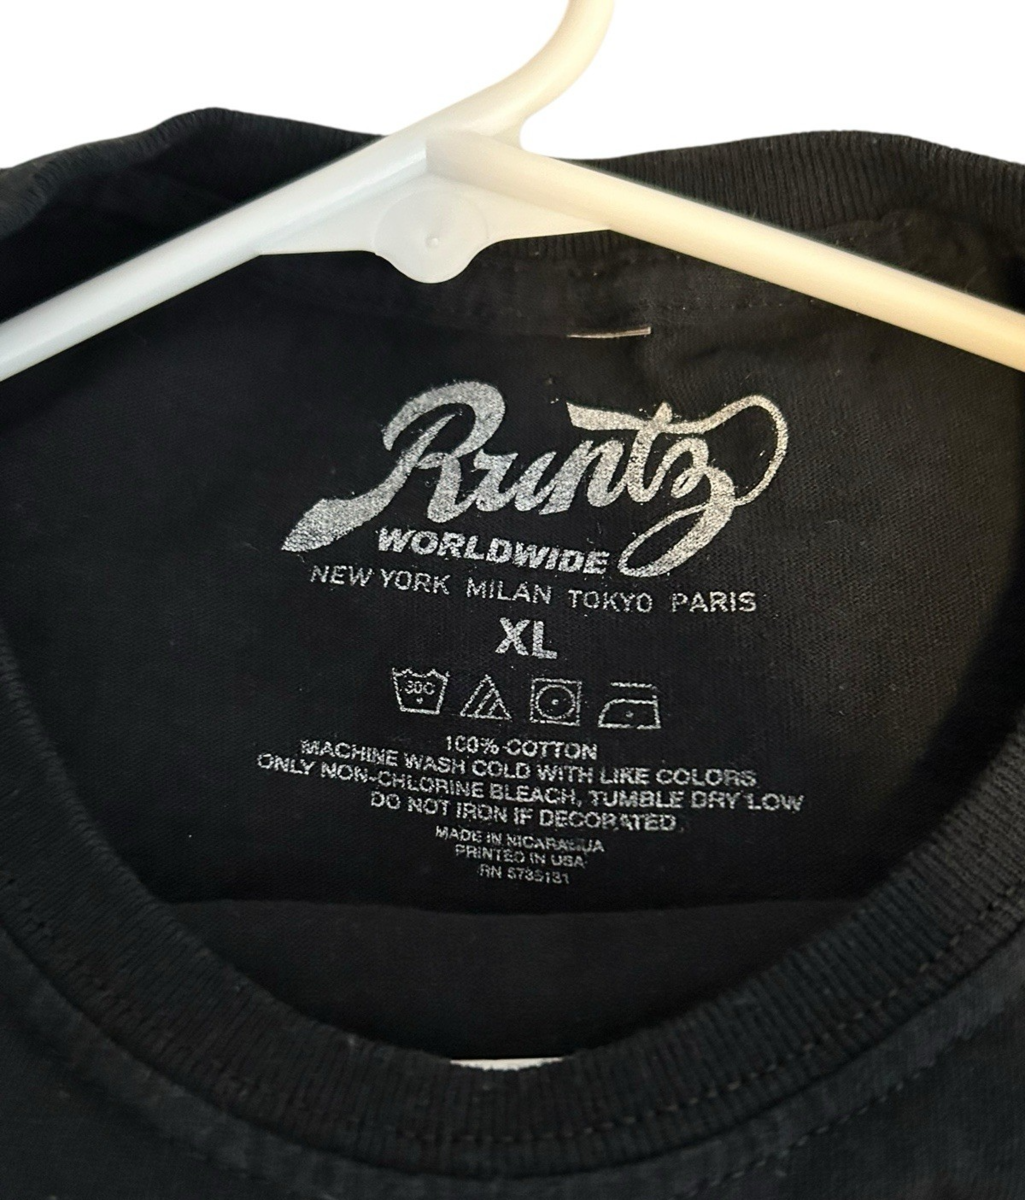 Runtz
WORLDWIDE
NEW YORK MILAN TOKYO PARIS
XL
30C
100% COTTON
MACHINE WASH COLD WITH LIKE COLORS
ONLY NON-CHLORINE BLEACH, TUMBLE DRY LOW
DO NOT IRON IF DECORATED
MADE IN NICARAGUA
PRINTED IN USA
RN